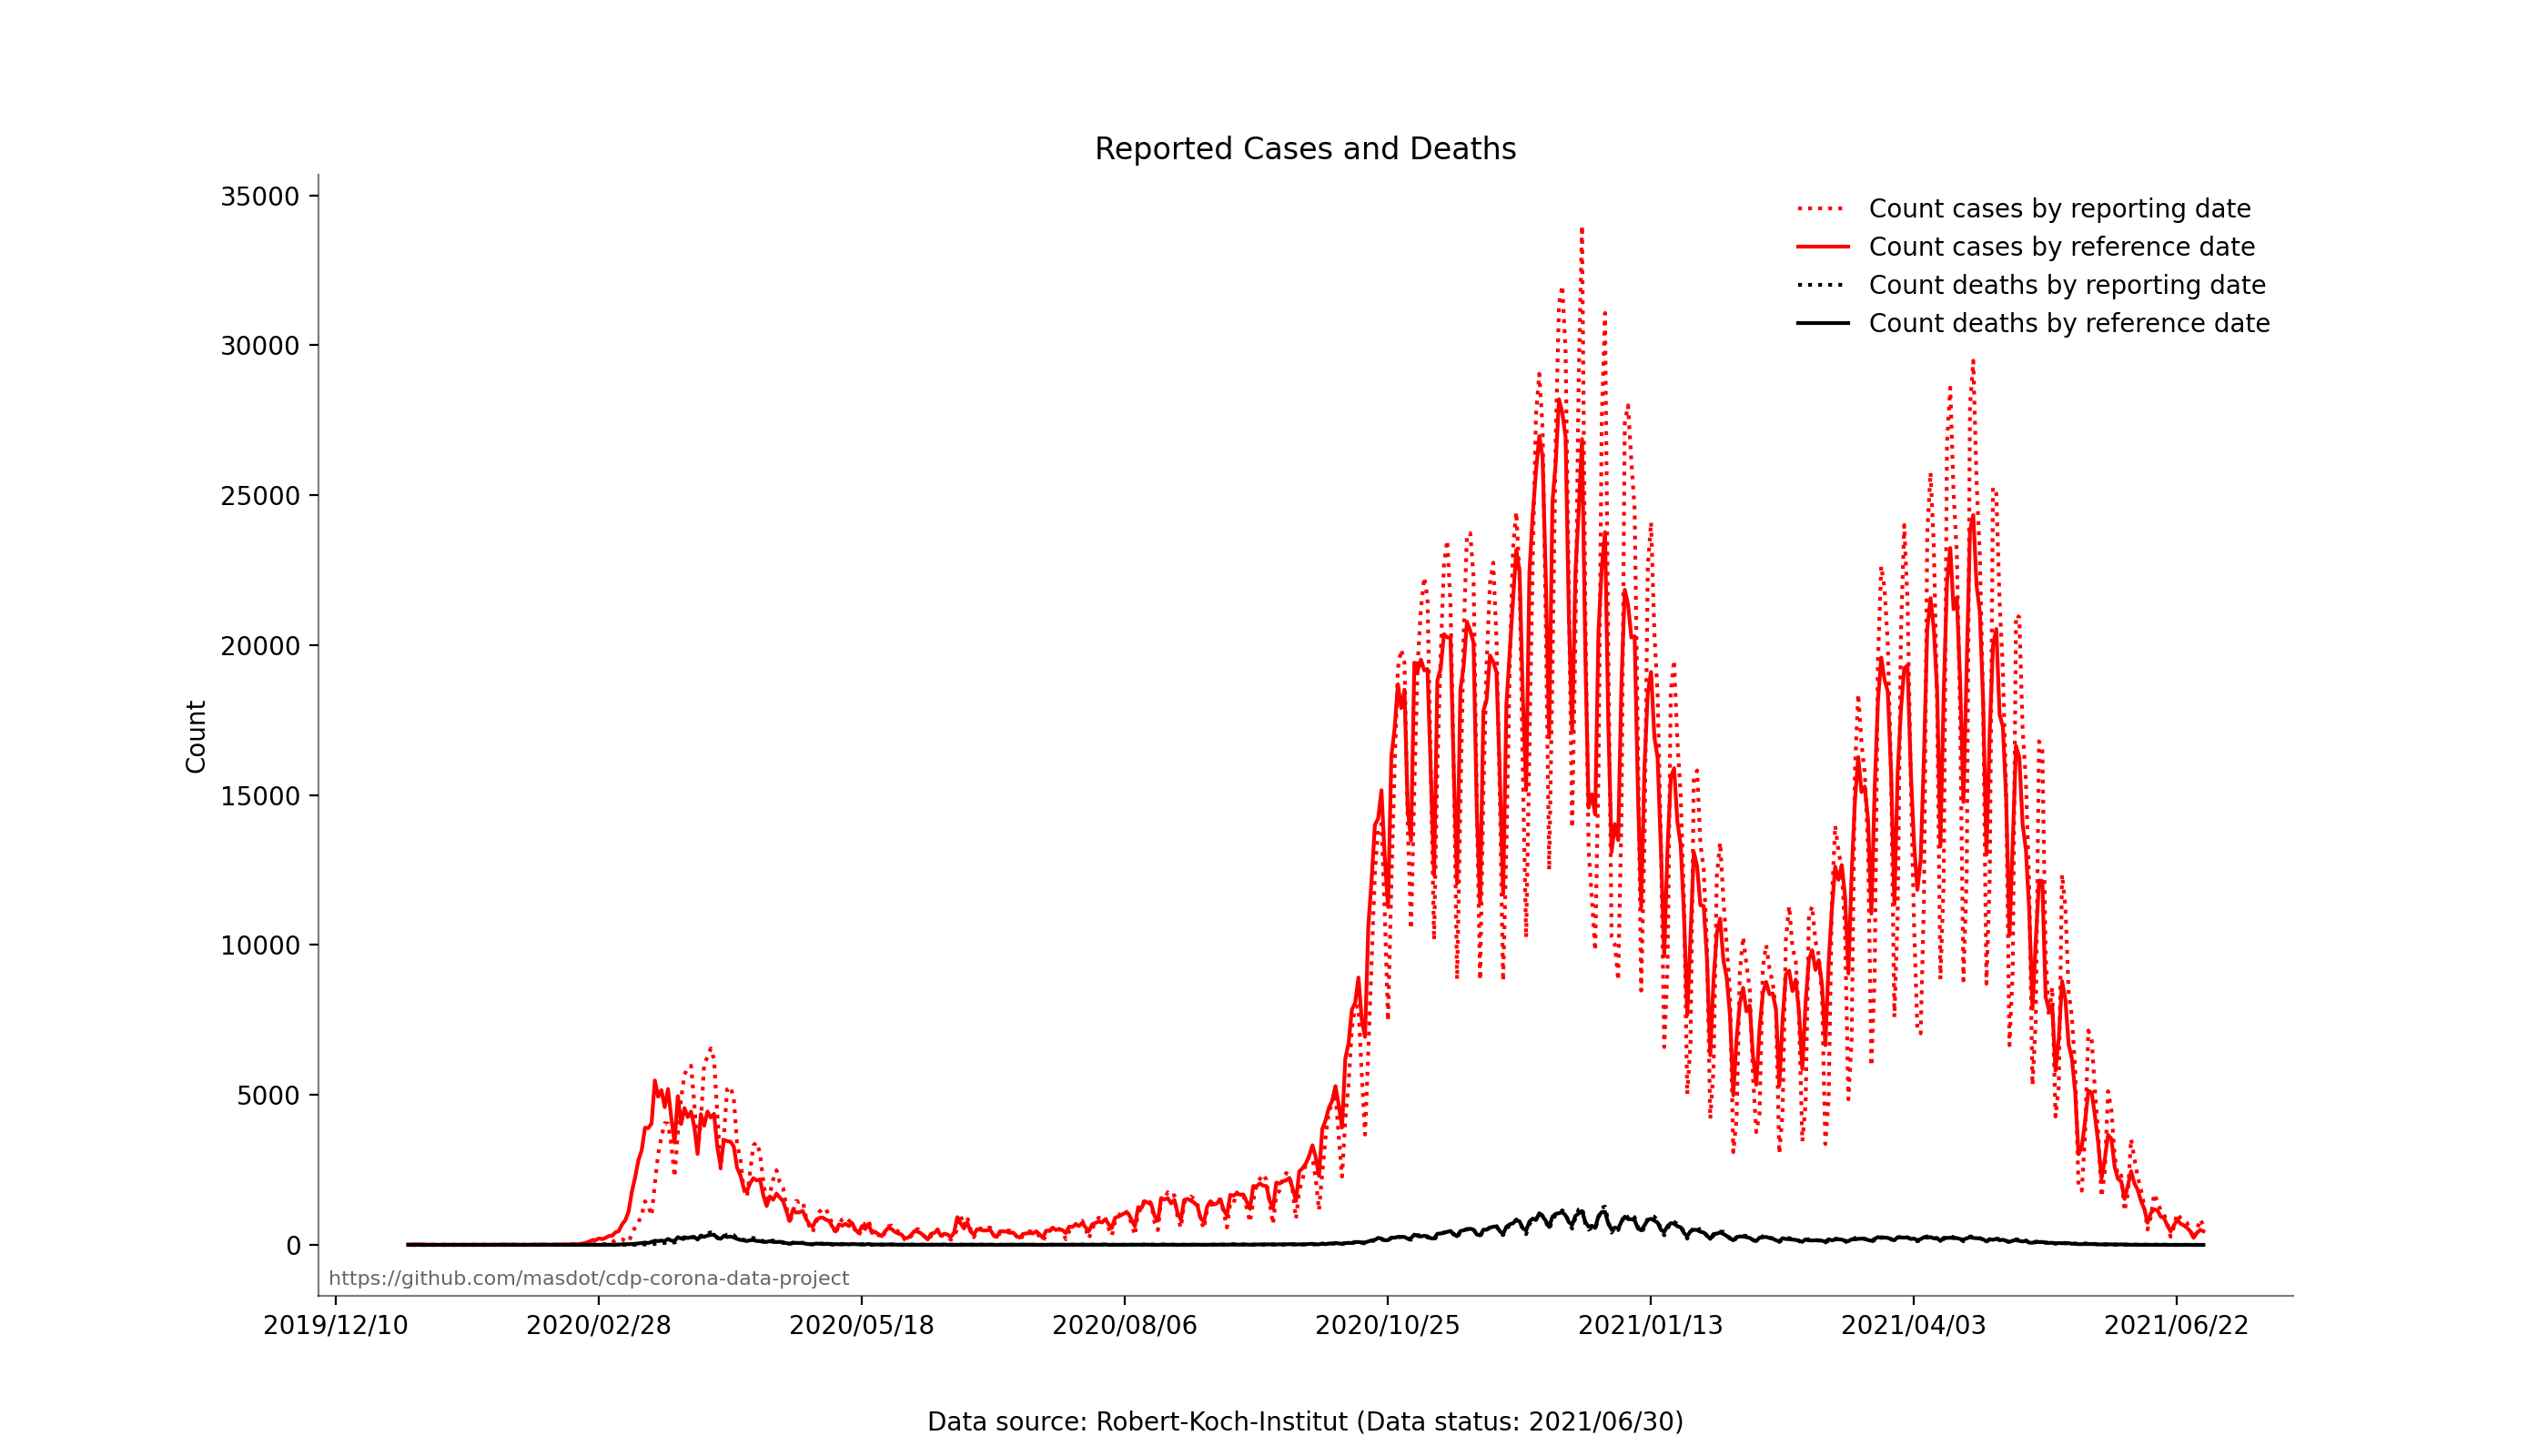 Reported Cases and Deaths
35000
30000
25000
20000
15000
10000
5000
0
Count
Count cases by reporting date
Count cases by reference date
Count deaths by reporting date
Count deaths by reference date
https://github.com/masdot/cdp-corona-data-project
2019/12/10 2020/02/28 2020/05/18 2020/08/06 2020/10/25 2021/01/13 2021/04/03 2021/06/22
Data source: Robert-Koch-Institut (Data status: 2021/06/30)